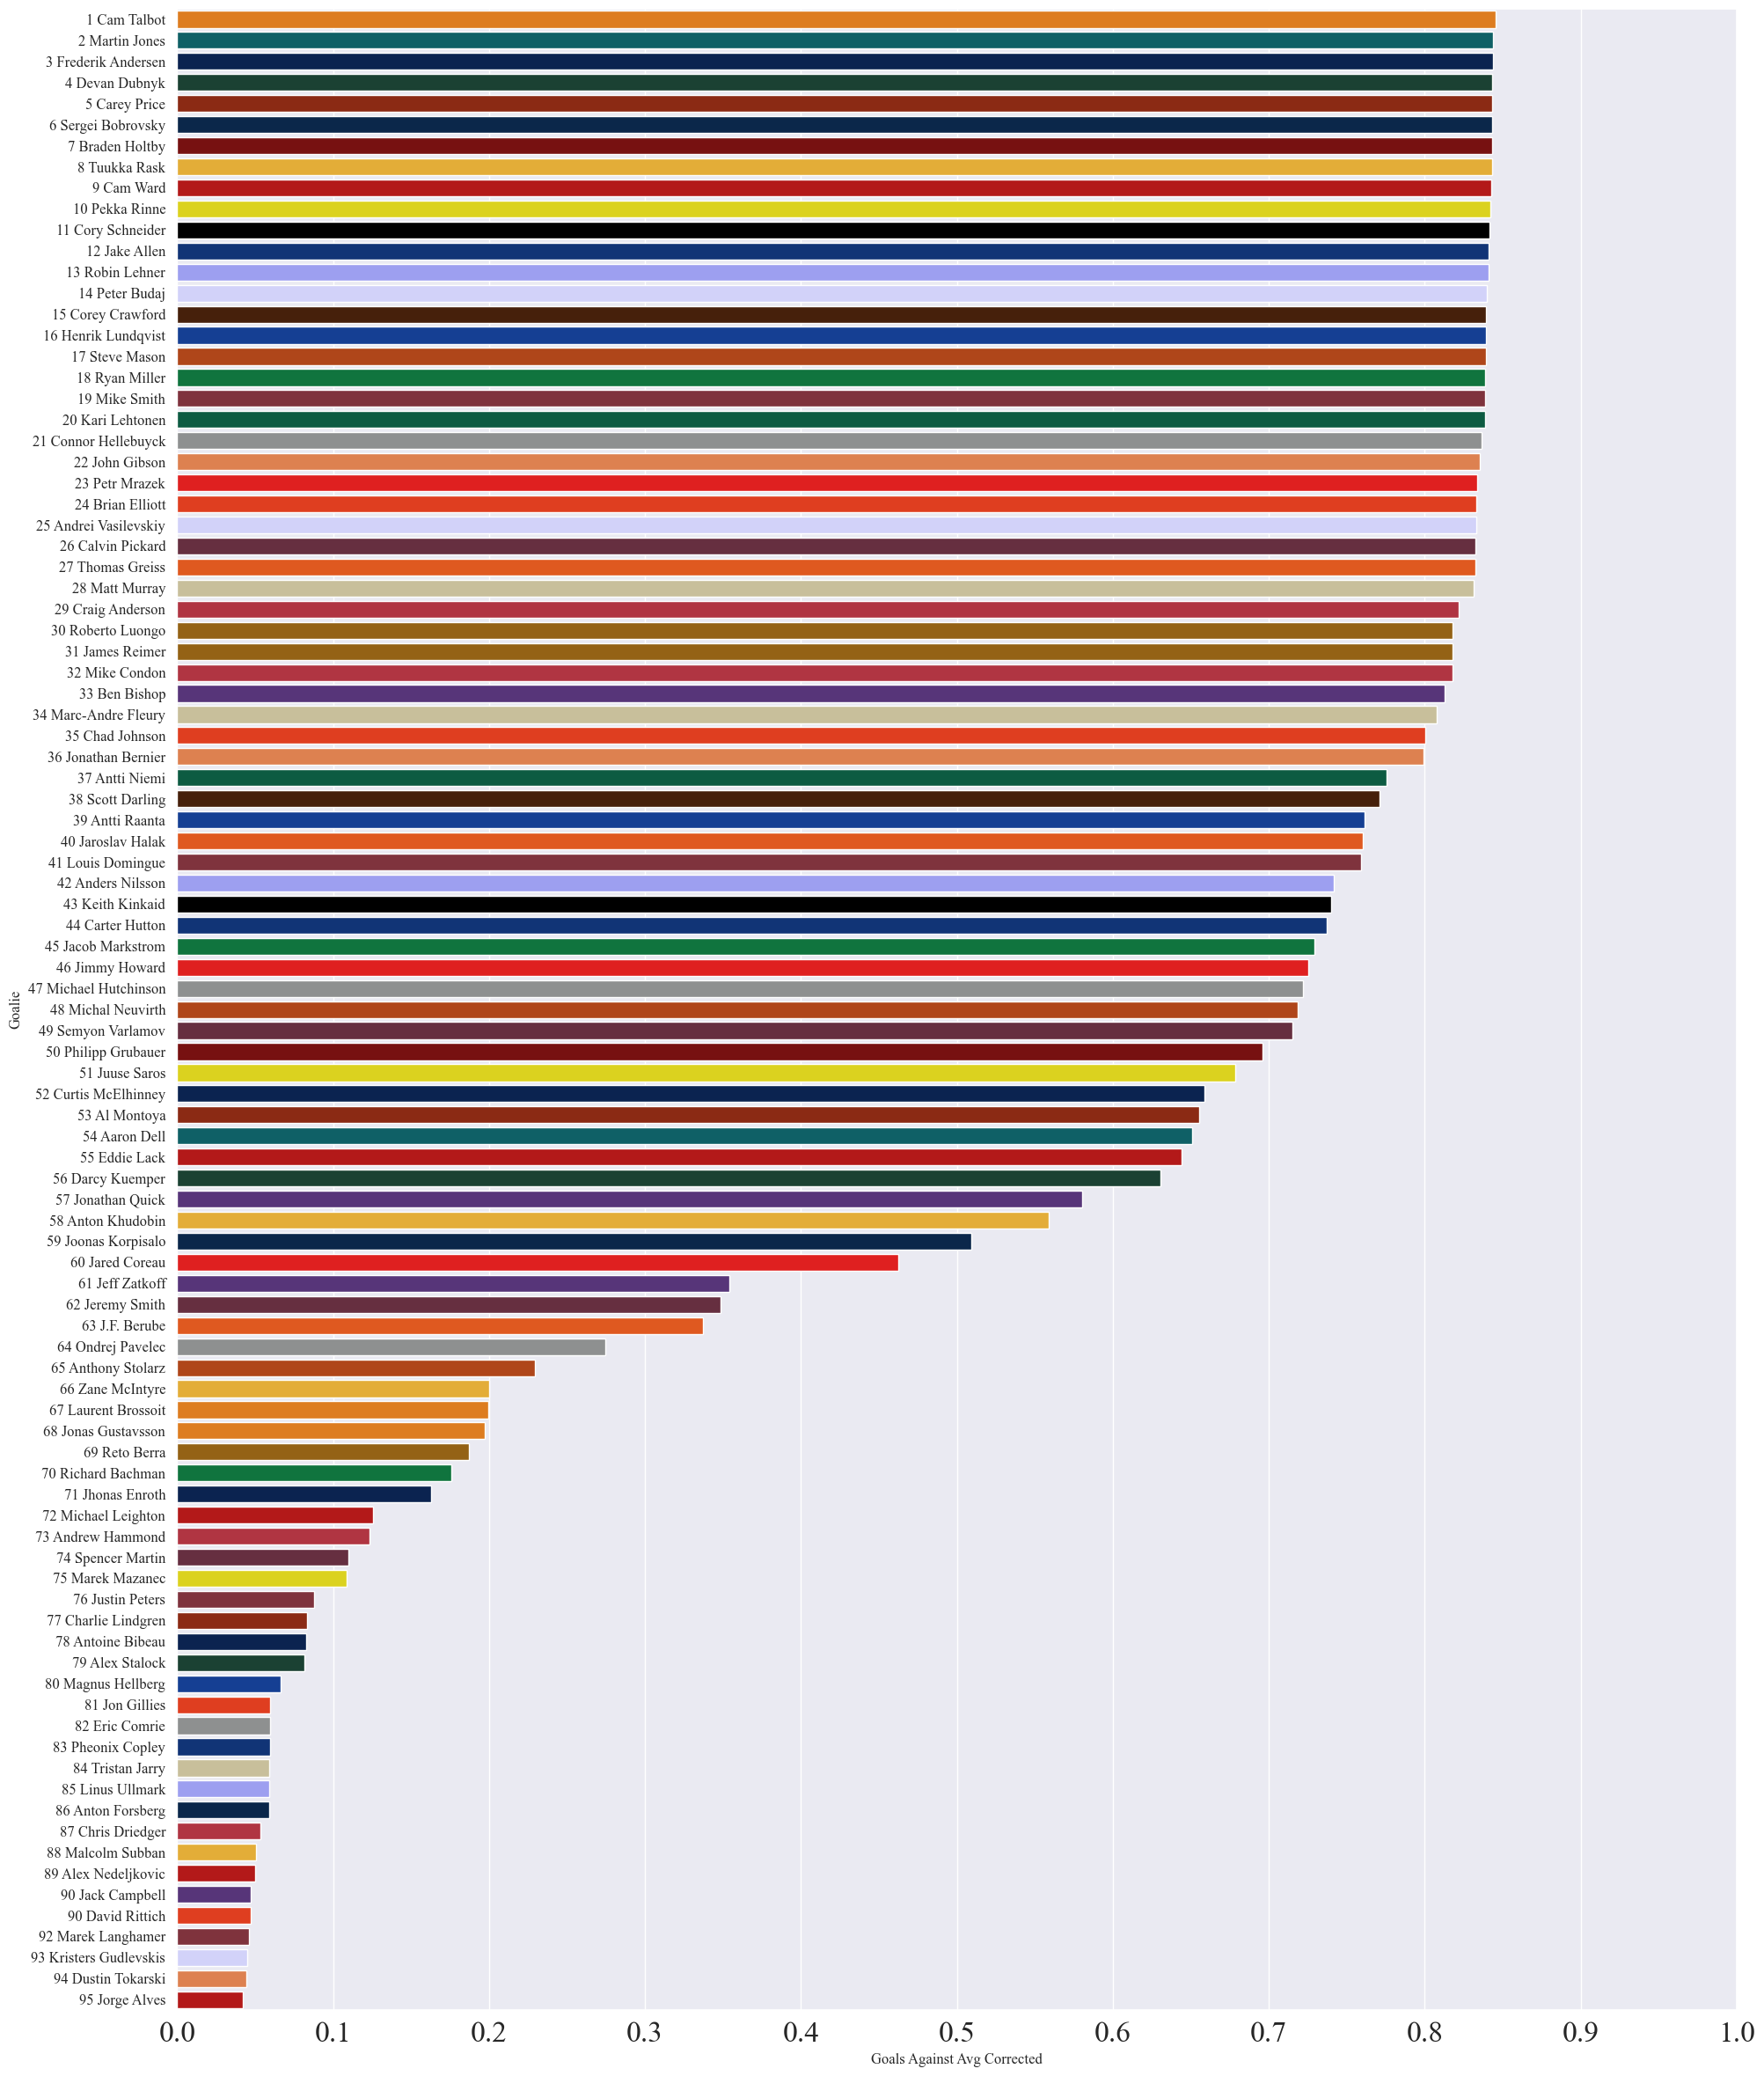 1 Cam Talbot
2 Martin Jones
3 Frederik Andersen
4 Devan Dubnyk
5 Carey Price
6 Sergei Bobrovsky
7 Braden Holtby
8 Tuukka Rask
9 Cam Ward
10 Pekka Rinne
11 Cory Schneider
12 Jake Allen
13 Robin Lehner
14 Peter Budaj
15 Corey Crawford
16 Henrik Lundqvist
17 Steve Mason
18 Ryan Miller
19 Mike Smith
20 Kari Lehtonen
21 Connor Hellebuyck
22 John Gibson
23 Petr Mrazek
24 Brian Elliott
25 Andrei Vasilevskiy
26 Calvin Pickard
27 Thomas Greiss
28 Matt Murray
29 Craig Anderson
30 Roberto Luongo
31 James Reimer
32 Mike Condon
33 Ben Bishop
34 Marc-Andre Fleury
35 Chad Johnson
36 Jonathan Bernier
37 Antti Niemi
38 Scott Darling
39 Antti Raanta
40 Jaroslav Halak
41 Louis Domingue
42 Anders Nilsson
43 Keith Kinkaid
44 Carter Hutton
45 Jacob Markstrom
46 Jimmy Howard
47 Michael Hutchinson
48 Michal Neuvirth
49 Semyon Varlamov
50 Philipp Grubauer
51 Juuse Saros
52 Curtis McElhinney
53 Al Montoya
54 Aaron Dell
55 Eddie Lack
56 Darcy Kuemper
57 Jonathan Quick
58 Anton Khudobin
59 Joonas Korpisalo
60 Jared Coreau
61 Jeff Zatkoff
62 Jeremy Smith
63 J.F. Berube
64 Ondrej Pavelec
65 Anthony Stolarz
66 Zane McIntyre
67 Laurent Brossoit
68 Jonas Gustavsson
69 Reto Berra
70 Richard Bachman
71 Jhonas Enroth
72 Michael Leighton
73 Andrew Hammond
74 Spencer Martin
75 Marek Mazanec
76 Justin Peters
77 Charlie Lindgren
78 Antoine Bibeau
79 Alex Stalock
80 Magnus Hellberg
81 Jon Gillies
82 Eric Comrie
83 Pheonix Copley
84 Tristan Jarry
85 Linus Ullmark
86 Anton Forsberg
87 Chris Driedger
88 Malcolm Subban
89 Alex Nedeljkovic
90 Jack Campbell
90 David Rittich
92 Marek Langhamer
93 Kristers Gudlevskis
94 Dustin Tokarski
95 Jorge Alves
Goalie
0.0 0.1 0.2 0.3 0.4 0.5 0.6 0.7 0.8 0.9 1.0
Goals Against Avg Corrected